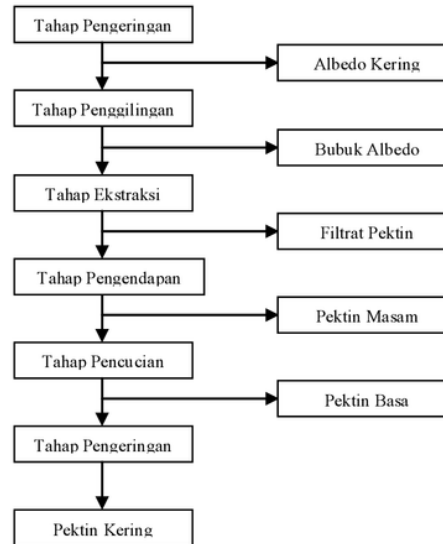 Tahap Pengeringan
Albedo Kering
Tahap Penggilingan
Bubuk Albedo
Tahap Ekstraksi
Filtrat Pektin
Tahap Pengendapan
Pektin Masam
Tahap Pencucian
Pektin Basa
Tahap Pengeringan
Pektin Kering